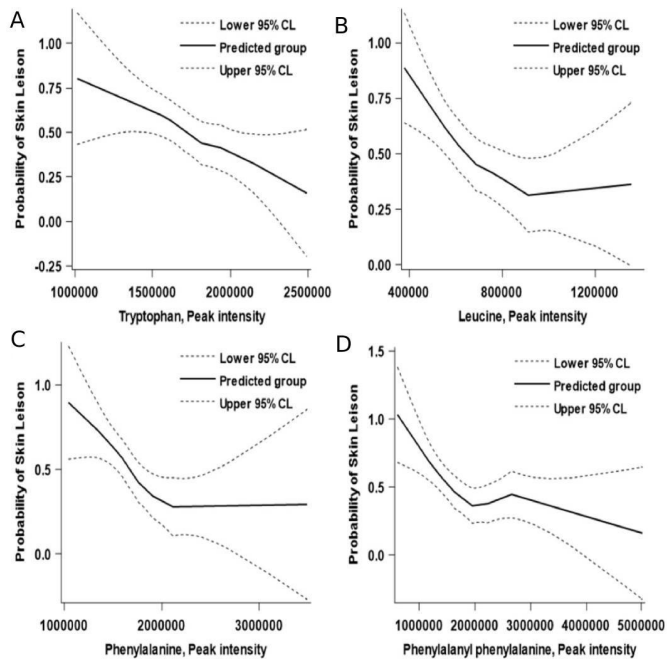 A
Lower 95% CL
Predicted group
Upper 95% CL
1.00
0.75
0.50
0.25
0.00
-0.25
Probability of Skin Leison
1000000 1500000 2000000 2500000
Tryptophan, Peak intensity
B
Lower 95% CL
Predicted group
Upper 95% CL
1.00
0.75
0.50
0.25
0.00
Probability of Skin Leison
400000 800000 1200000
Leucine, Peak intensity
C
Lower 95% CL
Predicted group
Upper 95% CL
1.0
0.5
0.0
Probability of Skin Leison
1000000 2000000 3000000
Phenylalanine, Peak intensity
D
Lower 95% CL
Predicted group
Upper 95% CL
1.5
1.0
0.5
0.0
Probability of Skin Leison
1000000 2000000 3000000 4000000 5000000
Phenylalanyl phenylalanine, Peak intensity